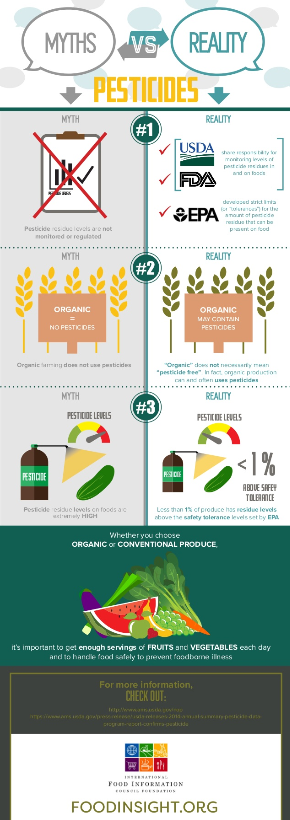 MYTHS
VS
REALITY
PESTICIDES
MYTH
#1
REALITY
Pesticide residue levels are not
monitored or regulated
USDA
share responsibility for
monitoring levels of
pesticide residues in
and on foods
FDA
EPA
developed strict limits
(or "tolerances") for the
amount of pesticide
residue that can be
present on food
MYTH
#2
REALITY
ORGANIC
=
NO PESTICIDES
Organic farming does not use pesticides
ORGANIC
MAY CONTAIN
PESTICIDES
"Organic" does not necessarily mean
"pesticide free". In fact, organic production
can and often uses pesticides
MYTH
#3
REALITY
PESTICIDE LEVELS
PESTICIDE
Pesticide residue levels on foods are
extremely HIGH
PESTICIDE LEVELS
PESTICIDE
<1%
ABOVE SAFETY
TOLERANCE
Less than 1% of produce has residue levels
above the safety tolerance levels set by EPA
Whether you choose
ORGANIC or CONVENTIONAL PRODUCE,
it's important to get enough servings of FRUITS and VEGETABLES each day
and to handle food safely to prevent foodborne illness
For more information,
CHECK OUT:
INTERNATIONAL
FOOD INFORMATION
COUNCIL FOUNDATION
FOODINSIGHT.ORG